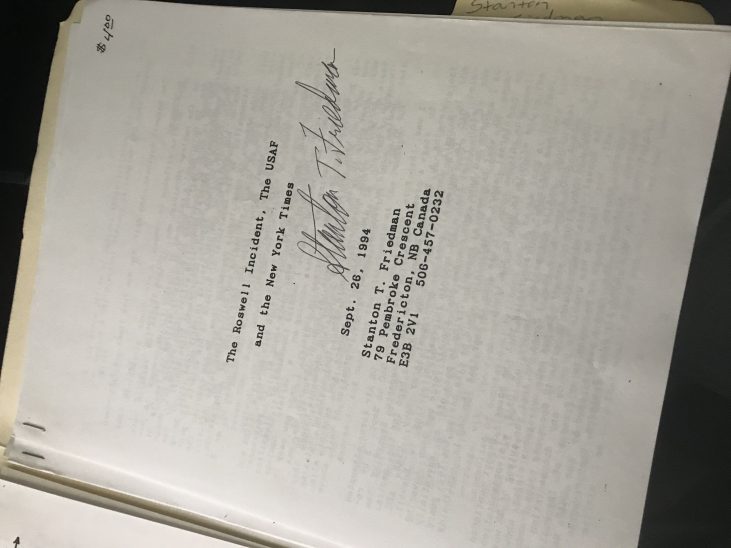 $4.00
The Roswell Incident, The USAF
and the New York Times
Stanton T. Friedman
Sept. 26, 1994
Stanton T. Friedman
79 Pembroke Crescent
Fredericton, NB Canada
E3B 2V1 506-457-0232
Stanton